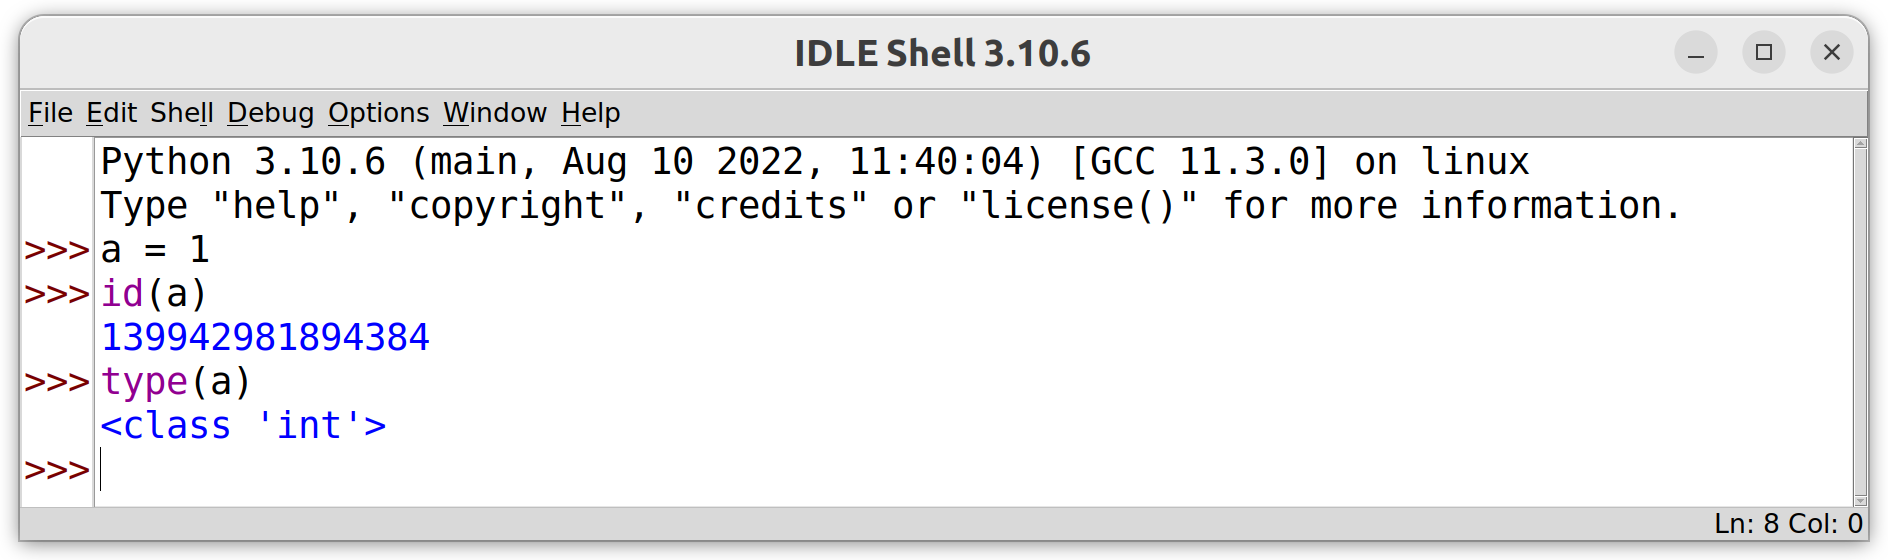 IDLE Shell 3.10.6
File Edit Shell Debug Options Window Help
Python 3.10.6 (main, Aug 10 2022, 11:40:04) [GCC 11.3.0] on linux
Type "help", "copyright", "credits" or "license()" for more information.
>>> a = 1
>>> id(a)
139942981894384
>>> type(a)
<class 'int'>
>>>
Ln: 8 Col: 0